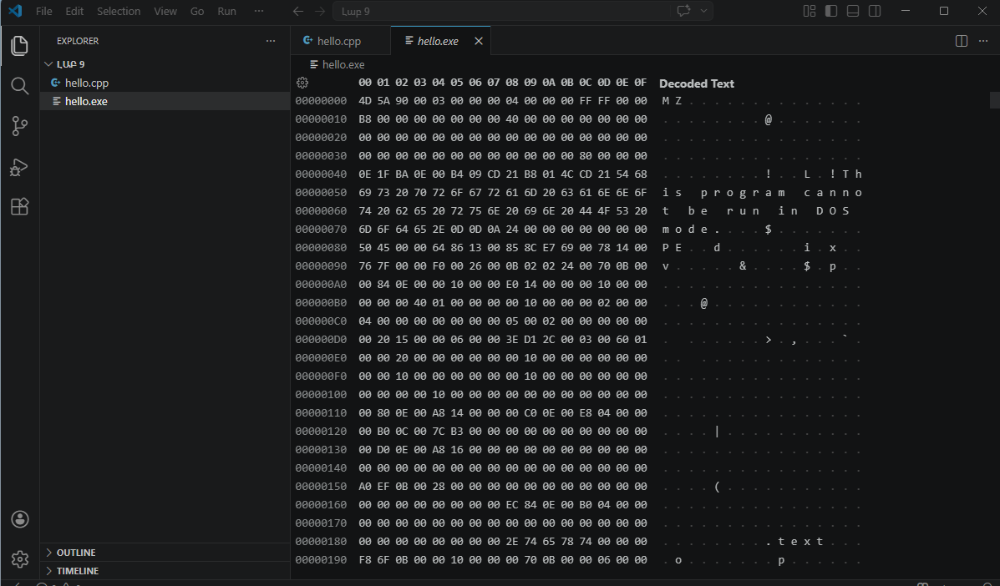 File Edit Selection View Go Run ··· Լար 9
EXPLORER ···
ԼԱՐ 9
hello.cpp
hello.exe
OUTLINE
TIMELINE
hello.cpp hello.exe
hello.exe
00 01 02 03 04 05 06 07 08 09 0A 0B 0C 0D 0E 0F Decoded Text
00000000 4D 5A 90 00 03 00 00 00 04 00 00 00 FF FF 00 00 M Z . . . . . . . . . . . . . .
00000010 B8 00 00 00 00 00 00 00 40 00 00 00 00 00 00 00 . . . . . . . . @ . . . . . . .
00000020 00 00 00 00 00 00 00 00 00 00 00 00 00 00 00 00 . . . . . . . . . . . . . . . .
00000030 00 00 00 00 00 00 00 00 00 00 00 00 80 00 00 00 . . . . . . . . . . . . . . . .
00000040 0E 1F BA 0E 00 B4 09 CD 21 B8 01 4C CD 21 54 68 . . . . . . . . ! . . L . ! T h
00000050 69 73 20 70 72 6F 67 72 61 6D 20 63 61 6E 6E 6F i s p r o g r a m c a n n o
00000060 74 20 62 65 20 72 75 6E 20 69 6E 20 44 4F 53 20 t b e r u n i n D O S
00000070 6D 6F 64 65 2E 0D 0D 0A 24 00 00 00 00 00 00 00 m o d e . . . . $ . . . . . . .
00000080 50 45 00 00 64 86 13 00 85 8C E7 69 00 78 14 00 P E . . d . . . . . . i . x . .
00000090 76 7F 00 00 F0 00 26 00 0B 02 02 24 00 70 0B 00 v . . . . . & . . . . $ . p . .
000000A0 00 84 0E 00 00 10 00 00 E0 14 00 00 00 10 00 00 . . . . . . . . . . . . . . . .
000000B0 00 00 00 40 01 00 00 00 00 10 00 00 00 02 00 00 . . . @ . . . . . . . . . . . .
000000C0 04 00 00 00 00 00 00 00 05 00 02 00 00 00 00 00 . . . . . . . . . . . . . . . .
000000D0 00 20 15 00 00 06 00 00 3E D1 2C 00 03 00 60 01 . . . . . . . > . , . . . ` .
000000E0 00 00 20 00 00 00 00 00 00 10 00 00 00 00 00 00 . . . . . . . . . . . . . . .
000000F0 00 00 10 00 00 00 00 00 00 10 00 00 00 00 00 00 . . . . . . . . . . . . . . . .
00000100 00 00 00 00 10 00 00 00 00 00 00 00 00 00 00 00 . . . . . . . . . . . . . . . .
00000110 00 80 0E 00 A8 14 00 00 00 C0 0E 00 E8 04 00 00 . . . . . . . . . . . . . . . .
00000120 00 B0 0C 00 7C B3 00 00 00 00 00 00 00 00 00 00 . . . . | . . . . . . . . . . .
00000130 00 D0 0E 00 A8 16 00 00 00 00 00 00 00 00 00 00 . . . . . . . . . . . . . . . .
00000140 00 00 00 00 00 00 00 00 00 00 00 00 00 00 00 00 . . . . . . . . . . . . . . . .
00000150 A0 EF 0B 00 28 00 00 00 00 00 00 00 00 00 00 00 . . . . ( . . . . . . . . . . .
00000160 00 00 00 00 00 00 00 00 EC 84 0E 00 B0 04 00 00 . . . . . . . . . . . . . . . .
00000170 00 00 00 00 00 00 00 00 00 00 00 00 00 00 00 00 . . . . . . . . . . . . . . . .
00000180 00 00 00 00 00 00 00 00 2E 74 65 78 74 00 00 00 . . . . . . . . . t e x t . . .
00000190 F8 6F 0B 00 00 10 00 00 00 70 0B 00 00 06 00 00 . o . . . . . . . p . . . . . .